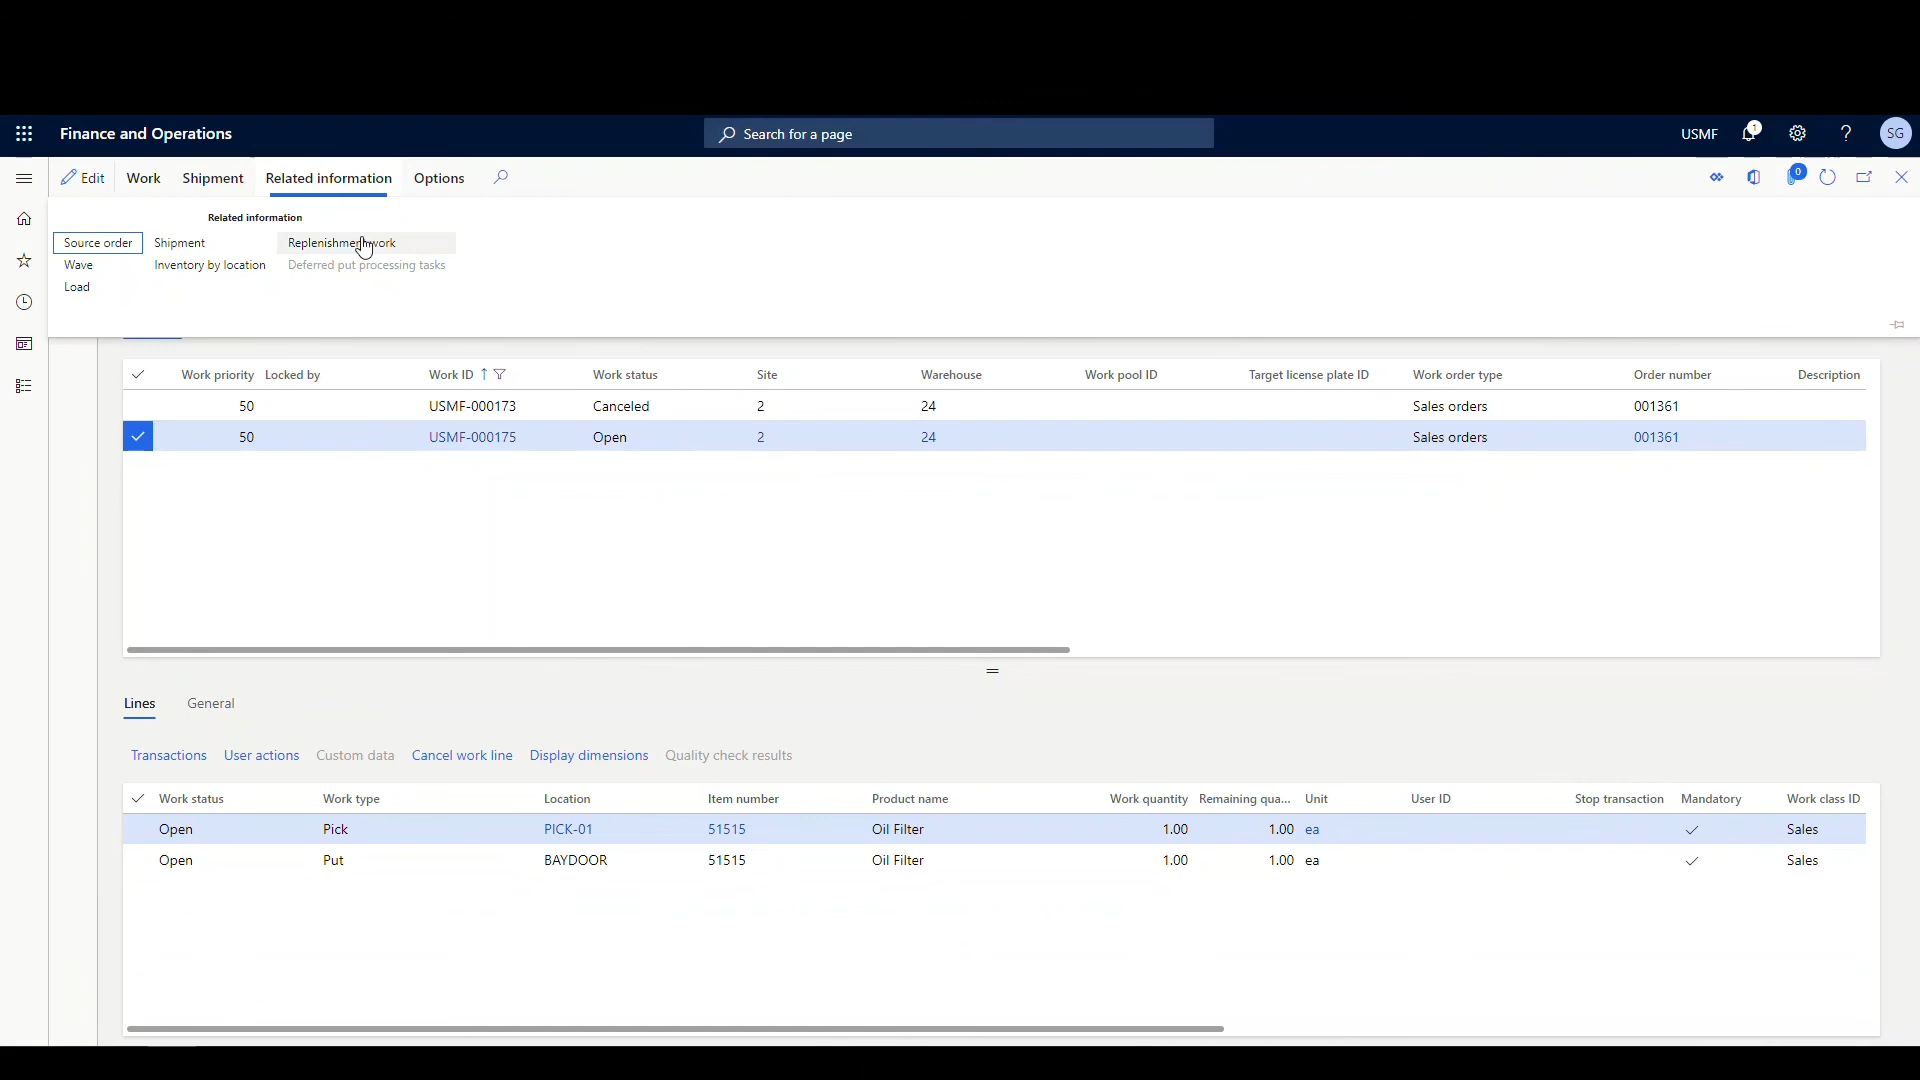 Finance and Operations
Search for a page
USMF
1
?
SG
Edit Work Shipment Related information Options
0
Related information
Source order Shipment Replenishment work
Wave Inventory by location Deferred put processing tasks
Load
Work priority Locked by Work ID Work status Site Warehouse Work pool ID Target license plate ID Work order type Order number Description
50 USMF-000173 Canceled 2 24 Sales orders 001361
50 USMF-000175 Open 2 24 Sales orders 001361
Lines General
Transactions User actions Custom data Cancel work line Display dimensions Quality check results
Work status Work type Location Item number Product name Work quantity Remaining qua... Unit User ID Stop transaction Mandatory Work class ID
Open Pick PICK-01 51515 Oil Filter 1.00 1.00 ea Sales
Open Put BAYDOOR 51515 Oil Filter 1.00 1.00 ea Sales